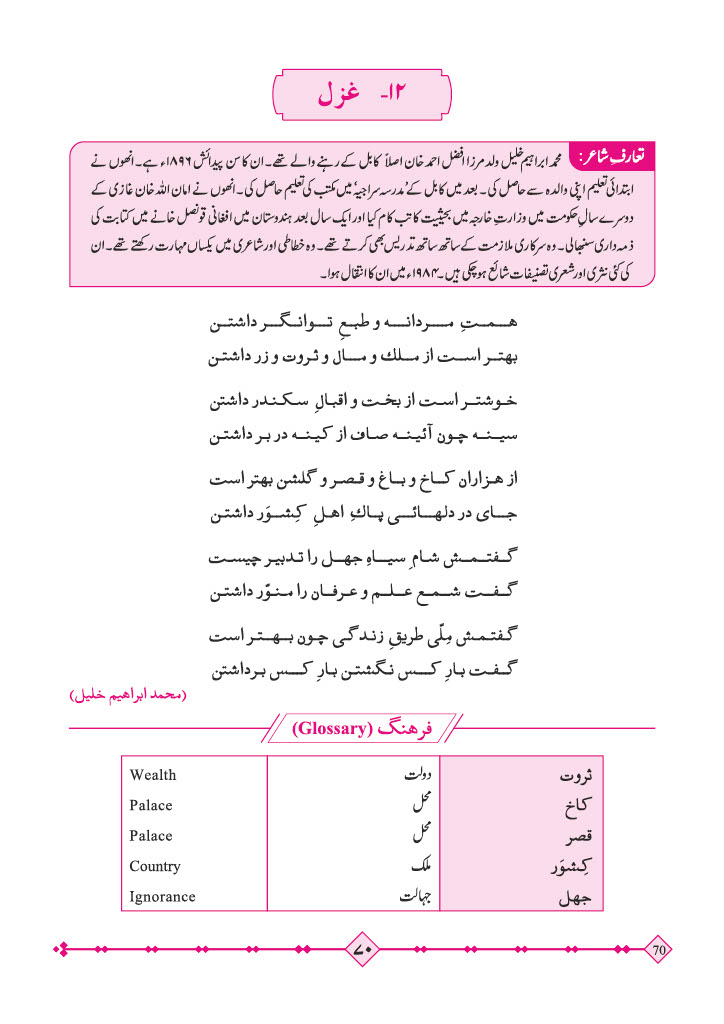 ۱۲- غزل
تعارفِ شاعر: محمد ابراہیم خلیل ولد مرزا افضل احمد خان اصلاً کابل کے رہنے والے تھے۔ ان کا سن پیدائش ۱۸۹۶ء ہے۔ انھوں نے
ابتدائی تعلیم اپنی والدہ سے حاصل کی۔ بعد میں کابل کے ’مدرسہ سراجیہ‘ میں مکتب کی تعلیم حاصل کی۔ انھوں نے امان اللہ خان غازی کے
دوسرے سالِ حکومت میں وزارتِ خارجہ میں بحیثیت کاتب کام کیا اور ایک سال بعد ہندوستان میں افغانی قونصل خانے میں کتابت کی
ذمہ داری سنبھالی۔ وہ سرکاری ملازمت کے ساتھ ساتھ تدریس بھی کرتے تھے۔ وہ خطاطی اور شاعری میں یکساں مہارت رکھتے تھے۔ ان
کی کئی نثری اور شعری تصنیفات شائع ہوچکی ہیں۔ ۱۹۸۴ء میں ان کا انتقال ہوا۔
همتِ مردانه و طبعِ توانگر داشتن
بهتر است از ملك و مال و ثروت و زر داشتن
خوشتر است از بخت و اقبالِ سكندر داشتن
سینه چون آئینه صاف از کینه در بر داشتن
از هزاران کاخ و باغ و قصر و گلشن بهتر است
جای در دلهائی پاكِ اهلِ کِشوَر داشتن
گفتمش شامِ سیاهِ جهل را تدبیر چیست
گفت شمع علم و عرفان را منوّر داشتن
گفتمش مِلّی طریقِ زندگی چون بهتر است
گفت بارِ کس نگشتن بارِ کس برداشتن
(محمد ابراهیم خلیل)
فرهنگ (Glossary)
ثروت دولت Wealth
کاخ محل Palace
قصر محل Palace
کِشوَر ملک Country
جهل جہالت Ignorance
۷۰ 70